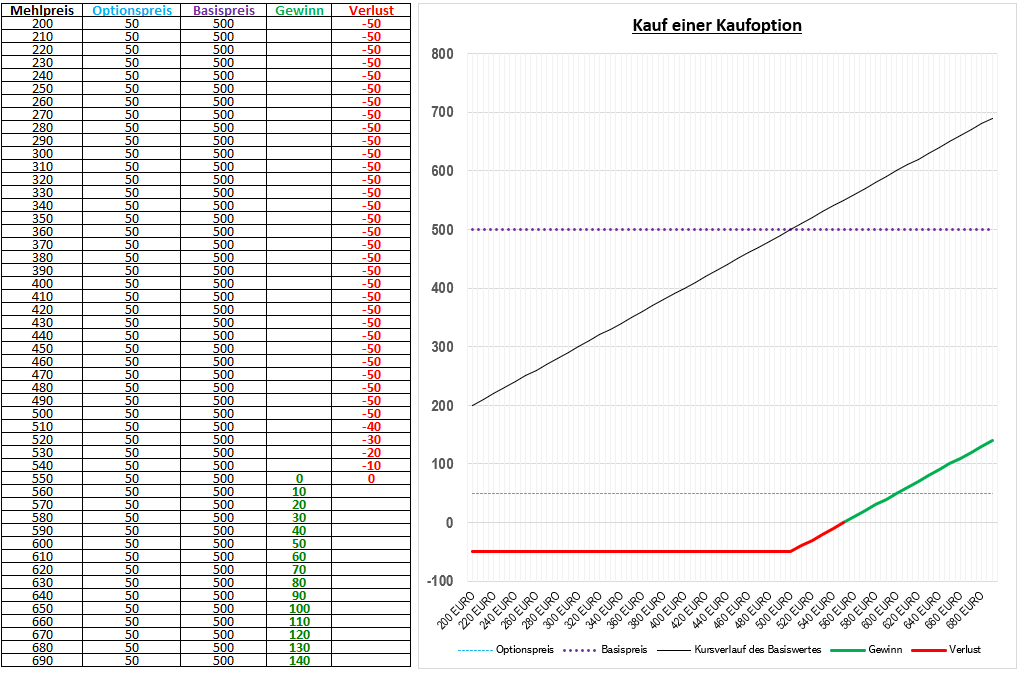 Mehlpreis Optionspreis Basispreis Gewinn Verlust
200 50 500 -50
210 50 500 -50
220 50 500 -50
230 50 500 -50
240 50 500 -50
250 50 500 -50
260 50 500 -50
270 50 500 -50
280 50 500 -50
290 50 500 -50
300 50 500 -50
310 50 500 -50
320 50 500 -50
330 50 500 -50
340 50 500 -50
350 50 500 -50
360 50 500 -50
370 50 500 -50
380 50 500 -50
390 50 500 -50
400 50 500 -50
410 50 500 -50
420 50 500 -50
430 50 500 -50
440 50 500 -50
450 50 500 -50
460 50 500 -50
470 50 500 -50
480 50 500 -50
490 50 500 -50
500 50 500 -50
510 50 500 -40
520 50 500 -30
530 50 500 -20
540 50 500 -10
550 50 500 0 0
560 50 500 10
570 50 500 20
580 50 500 30
590 50 500 40
600 50 500 50
610 50 500 60
620 50 500 70
630 50 500 80
640 50 500 90
650 50 500 100
660 50 500 110
670 50 500 120
680 50 500 130
690 50 500 140
Kauf einer Kaufoption
800
700
600
500
400
300
200
100
0
-100
200 EURO
220 EURO
240 EURO
260 EURO
280 EURO
300 EURO
320 EURO
340 EURO
360 EURO
380 EURO
400 EURO
420 EURO
440 EURO
460 EURO
480 EURO
500 EURO
520 EURO
540 EURO
560 EURO
580 EURO
600 EURO
620 EURO
640 EURO
660 EURO
680 EURO
Optionspreis Basispreis Kursverlauf des Basiswertes Gewinn Verlust